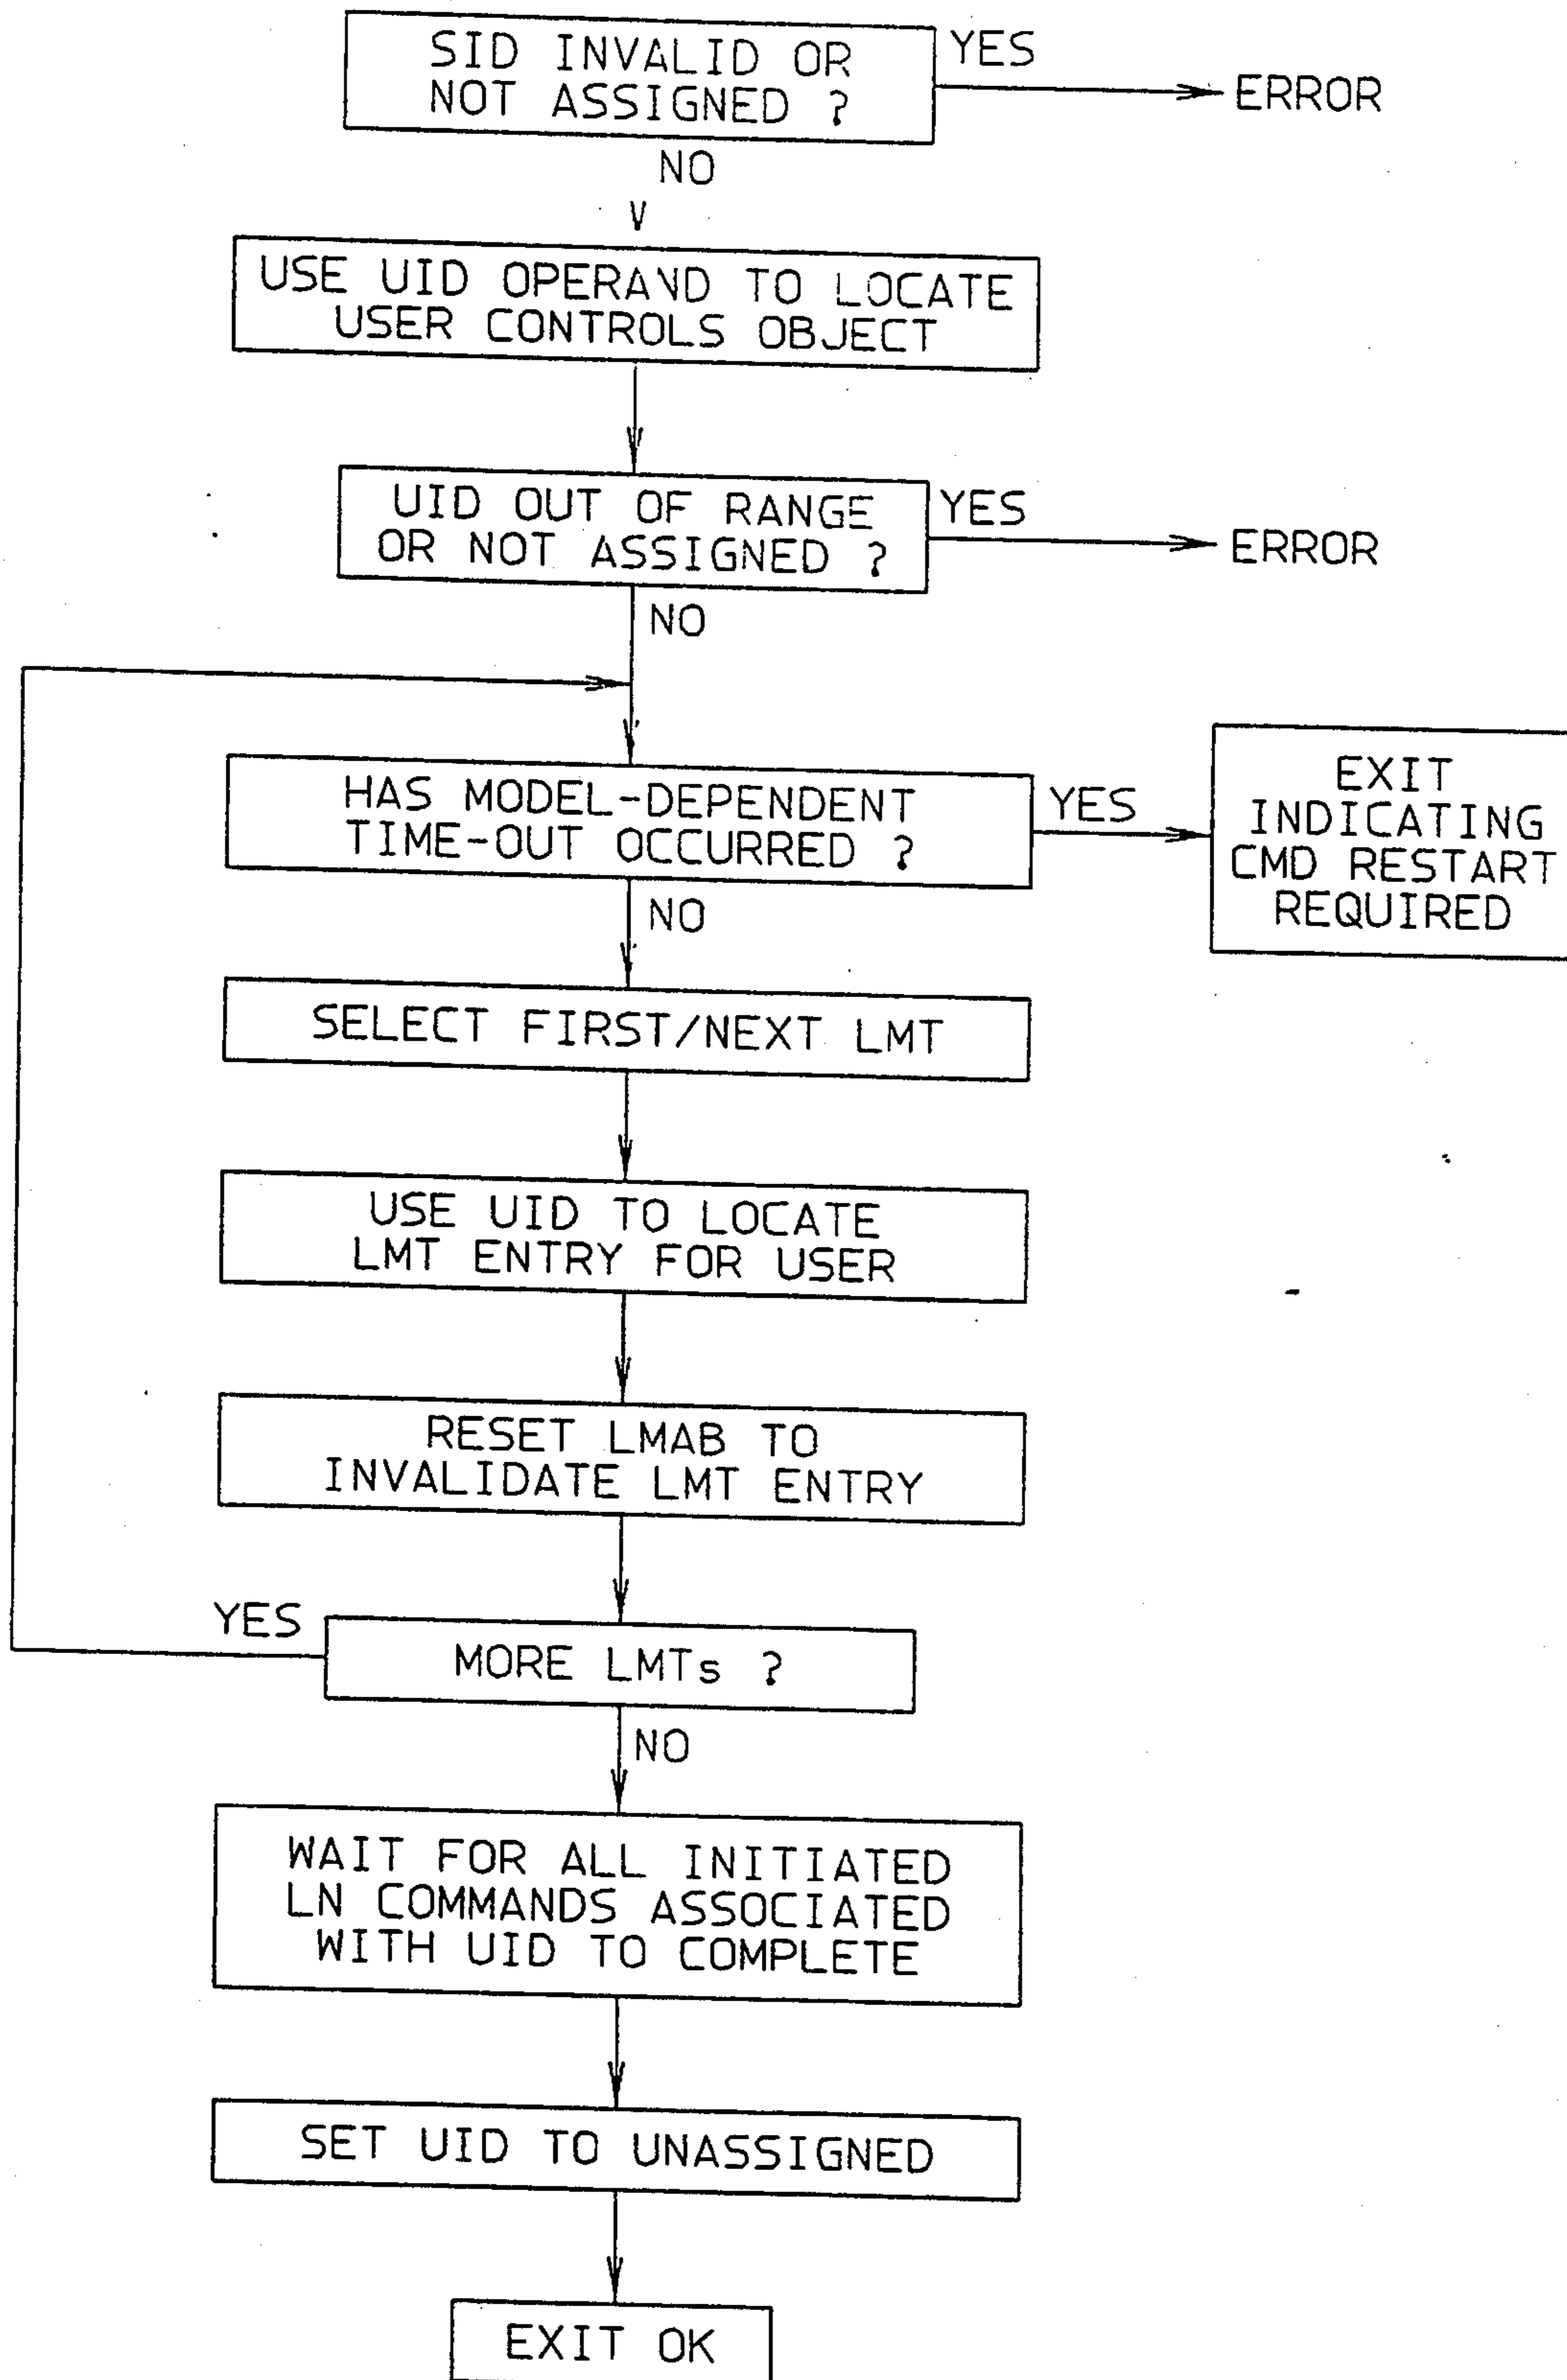 SID INVALID OR
NOT ASSIGNED ?
YES
ERROR
NO
V
USE UID OPERAND TO LOCATE
USER CONTROLS OBJECT
UID OUT OF RANGE
OR NOT ASSIGNED ?
YES
ERROR
NO
HAS MODEL-DEPENDENT
TIME-OUT OCCURRED ?
YES
EXIT
INDICATING
CMD RESTART
REQUIRED
NO
SELECT FIRST/NEXT LMT
USE UID TO LOCATE
LMT ENTRY FOR USER
RESET LMAB TO
INVALIDATE LMT ENTRY
YES
MORE LMTs ?
NO
WAIT FOR ALL INITIATED
LN COMMANDS ASSOCIATED
WITH UID TO COMPLETE
SET UID TO UNASSIGNED
EXIT OK